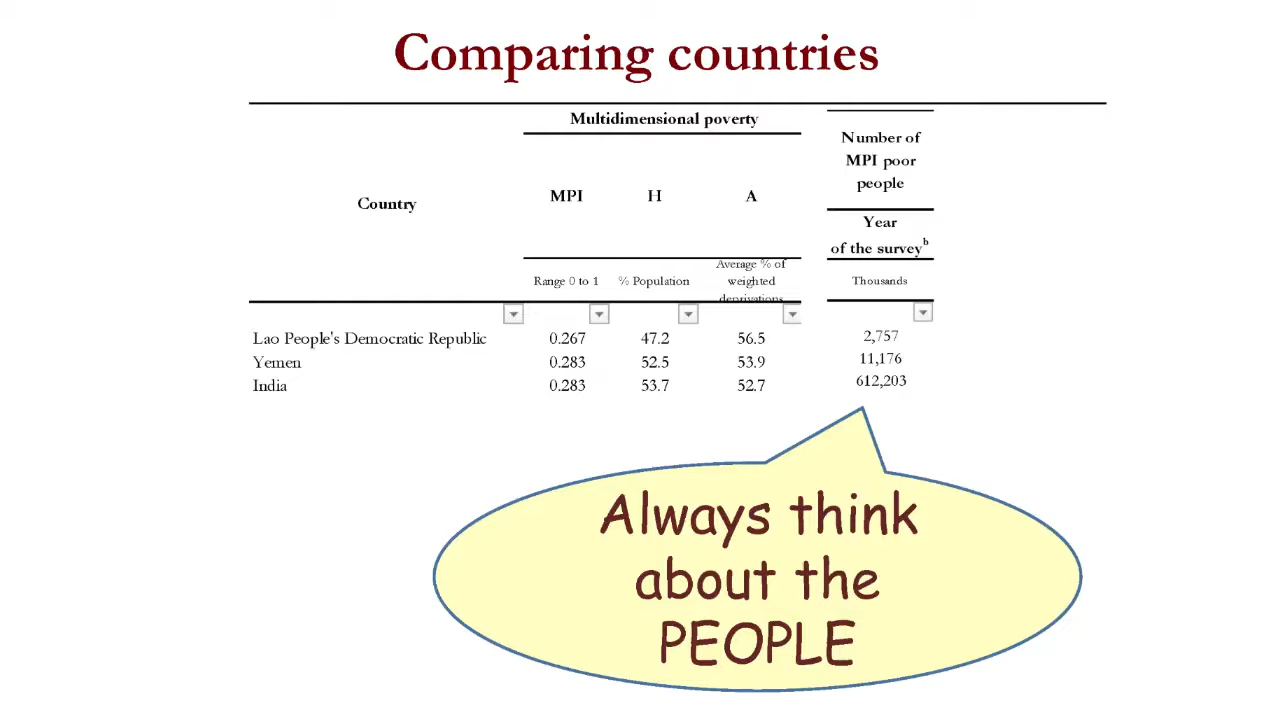 Comparing countries
Multidimensional poverty
Number of
MPI poor
people
Country
MPI H A
Year
of the survey^b
Range 0 to 1 % Population Average % of weighted deprivations Thousands
Lao People's Democratic Republic 0.267 47.2 56.5 2,757
Yemen 0.283 52.5 53.9 11,176
India 0.283 53.7 52.7 612,203
Always think
about the
PEOPLE